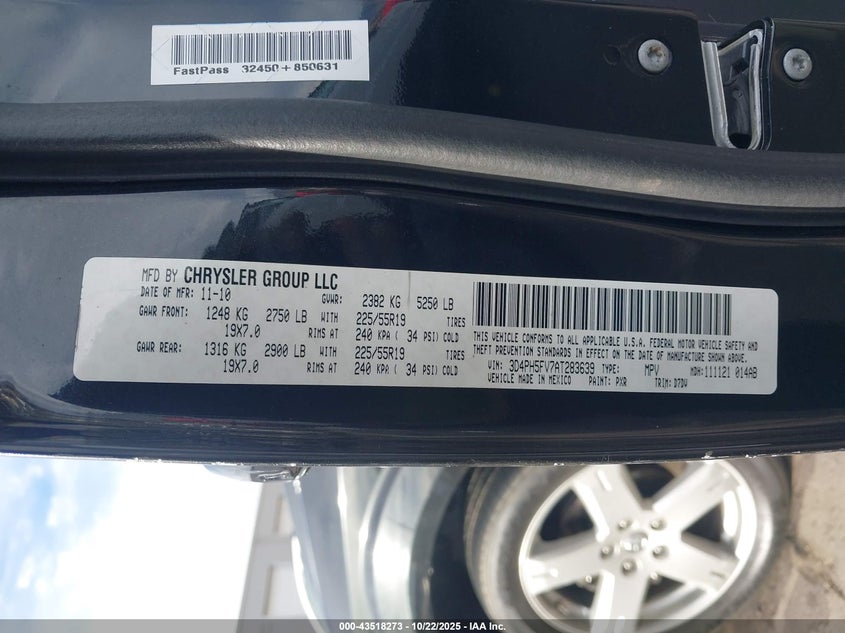 FastPass 32450+850631
MFD BY CHRYSLER GROUP LLC
DATE OF MFR: 11-10 GVWR: 2382 KG 5250 LB
GAWR FRONT: 1248 KG 2750 LB WITH 225/55R19 TIRES
19X7.0 RIMS AT 240 KPA ( 34 PSI) COLD
GAWR REAR: 1316 KG 2900 LB WITH 225/55R19 TIRES
19X7.0 RIMS AT 240 KPA ( 34 PSI) COLD
THIS VEHICLE CONFORMS TO ALL APPLICABLE U.S.A. FEDERAL MOTOR VEHICLE SAFETY AND
THEFT PREVENTION STANDARDS IN EFFECT ON THE DATE OF MANUFACTURE SHOWN ABOVE.
VIN: 3D4PH5FV7AT283639 TYPE: MPV MDH: 111121 014AB
VEHICLE MADE IN MEXICO PAINT: PXR TRIM: D7DV
000-43518273 - 10/22/2025 - IAA Inc.